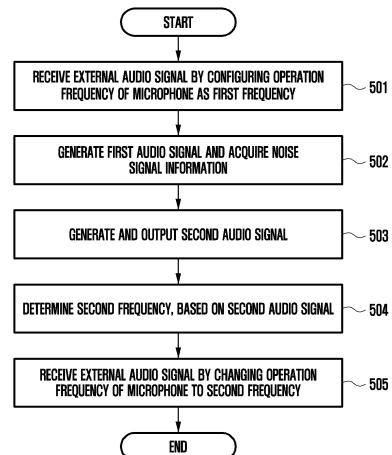 START
RECEIVE EXTERNAL AUDIO SIGNAL BY CONFIGURING OPERATION
FREQUENCY OF MICROPHONE AS FIRST FREQUENCY
501
GENERATE FIRST AUDIO SIGNAL AND ACQUIRE NOISE
SIGNAL INFORMATION
502
GENERATE AND OUTPUT SECOND AUDIO SIGNAL
503
DETERMINE SECOND FREQUENCY, BASED ON SECOND AUDIO SIGNAL
504
RECEIVE EXTERNAL AUDIO SIGNAL BY CHANGING OPERATION
FREQUENCY OF MICROPHONE TO SECOND FREQUENCY
505
END